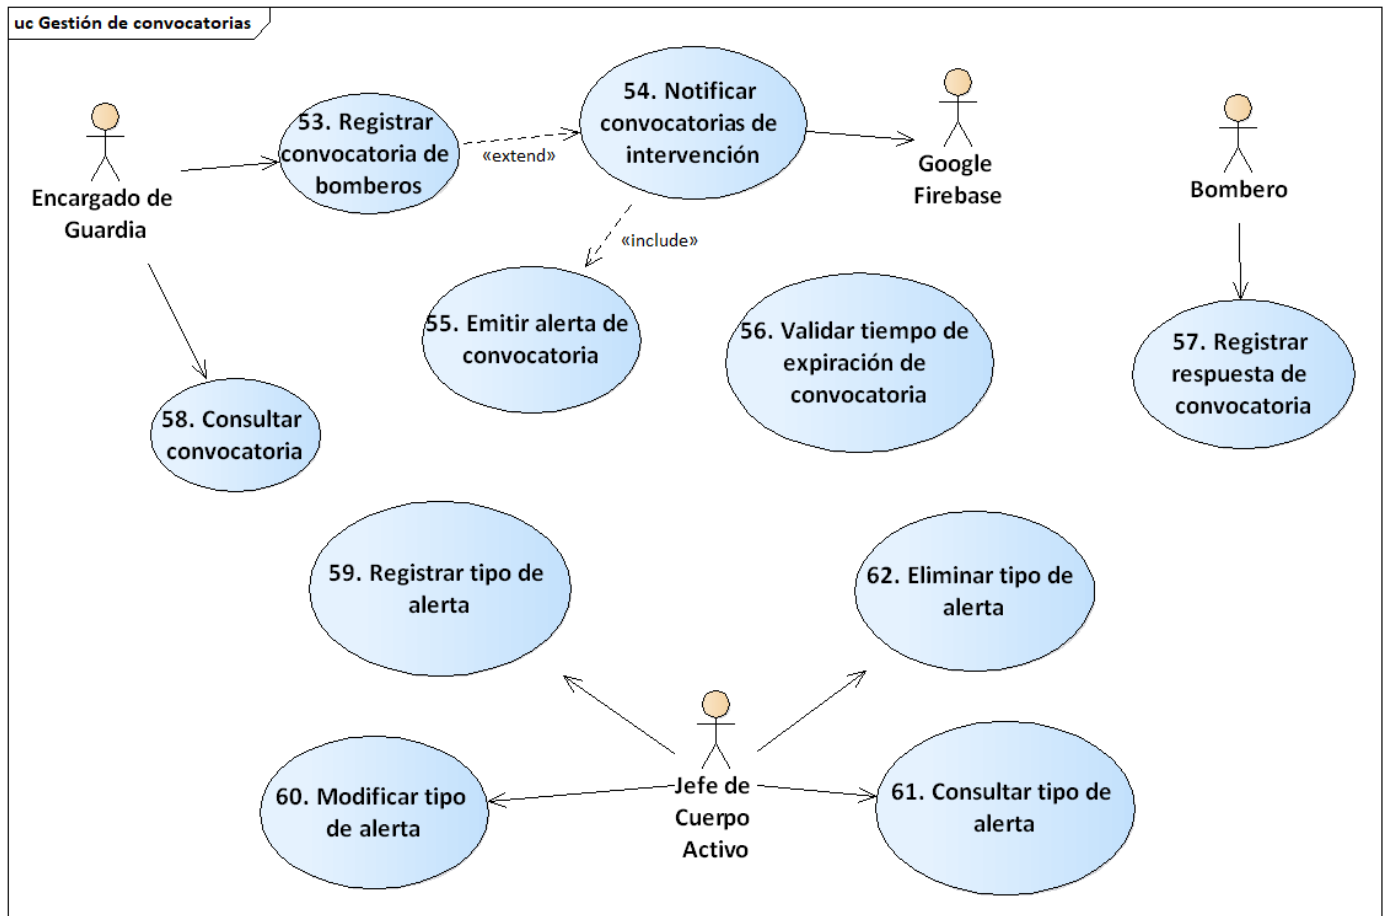 uc Gestión de convocatorias
53. Registrar
convocatoria de
bomberos
«extend»
54. Notificar
convocatorias de
intervención
Google
Firebase
Bombero
Encargado de
Guardia
«include»
55. Emitir alerta de
convocatoria
56. Validar tiempo de
expiración de
convocatoria
57. Registrar
respuesta de
convocatoria
58. Consultar
convocatoria
59. Registrar tipo de
alerta
62. Eliminar tipo de
alerta
60. Modificar tipo
de alerta
Jefe de
Cuerpo
Activo
61. Consultar tipo de
alerta